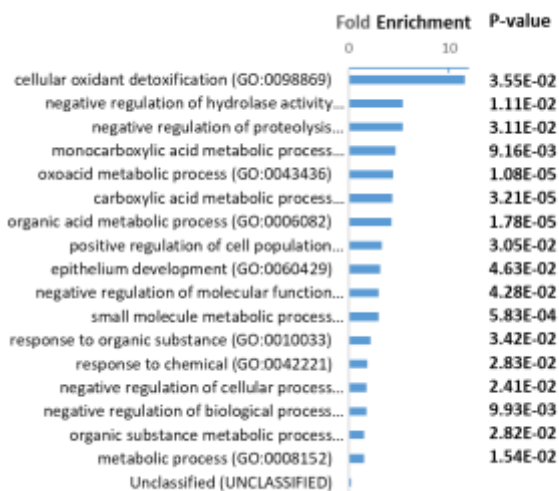 Fold Enrichment P-value
0 10
cellular oxidant detoxification (GO:0098869) 3.55E-02
negative regulation of hydrolase activity... 1.11E-02
negative regulation of proteolysis... 3.11E-02
monocarboxylic acid metabolic process... 9.16E-03
oxoacid metabolic process (GO:0043436) 1.08E-05
carboxylic acid metabolic process... 3.21E-05
organic acid metabolic process (GO:0006082) 1.78E-05
positive regulation of cell population... 3.05E-02
epithelium development (GO:0060429) 4.63E-02
negative regulation of molecular function... 4.28E-02
small molecule metabolic process... 5.83E-04
response to organic substance (GO:0010033) 3.42E-02
response to chemical (GO:0042221) 2.83E-02
negative regulation of cellular process... 2.41E-02
negative regulation of biological process... 9.93E-03
organic substance metabolic process... 2.82E-02
metabolic process (GO:0008152) 1.54E-02
Unclassified (UNCLASSIFIED)